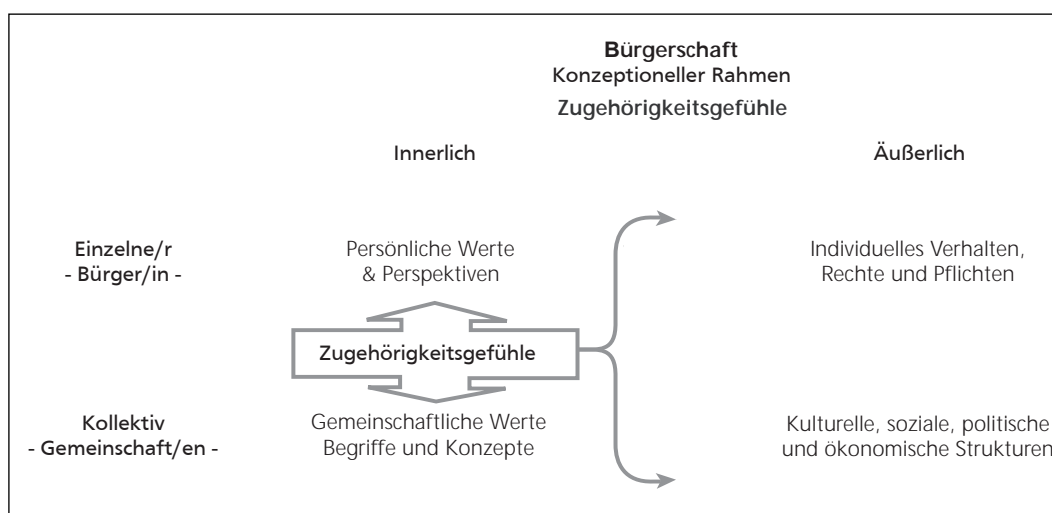 Bürgerschaft
Konzeptioneller Rahmen
Zugehörigkeitsgefühle
Innerlich
Äußerlich
Einzelne/r
- Bürger/in -
Persönliche Werte
& Perspektiven
Individuelles Verhalten,
Rechte und Pflichten
Zugehörigkeitsgefühle
Kollektiv
- Gemeinschaft/en -
Gemeinschaftliche Werte
Begriffe und Konzepte
Kulturelle, soziale, politische
und ökonomische Strukturen